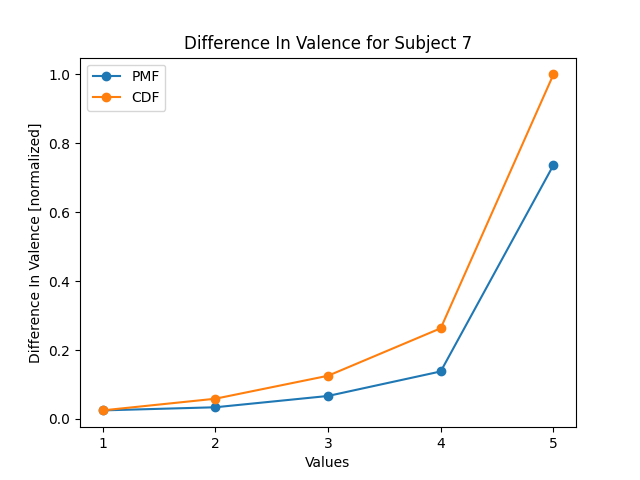 Difference In Valence for Subject 7
PMF
CDF
Difference In Valence [normalized]
1.0
0.8
0.6
0.4
0.2
0.0
1 2 3 4 5
Values